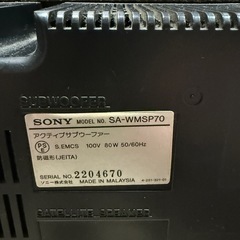 SUBWOOFER
SONY MODEL NO. SA-WMSP70
アクティブサブウーファー
PS E S.EMCS 100V 80W 50/60Hz
防磁形(JEITA)
SERIAL NO. 2204670
ソニー株式会社 MADE IN MALAYSIA
SATELLITE SPEAKER